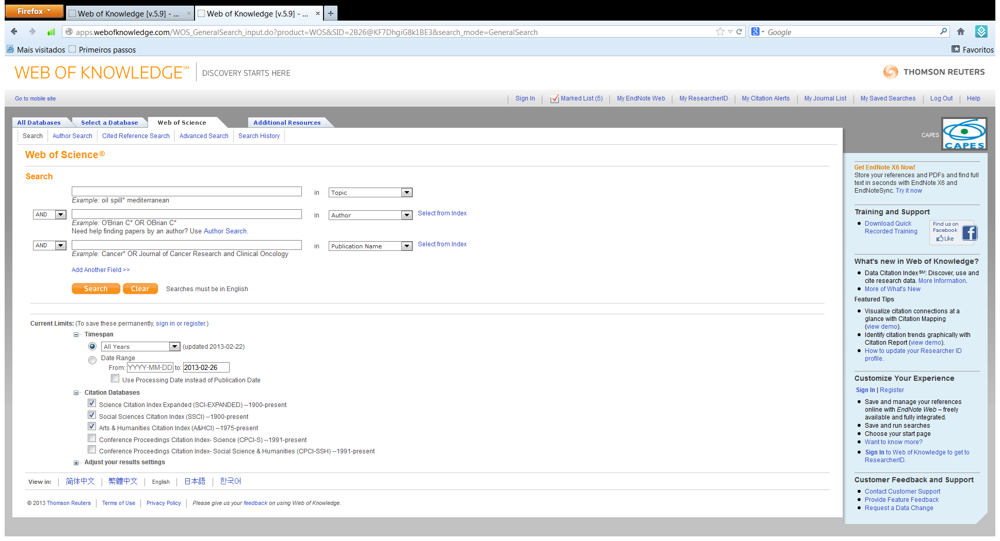 Firefox
Web of Knowledge [v.5.9] - ...
Web of Knowledge [v.5.9] - ...
apps.webofknowledge.com/WOS_GeneralSearch_input.do?product=WOS&SID=2B26@KF7DhgiG8k1BE3&search_mode=GeneralSearch
Google
Mais visitados Primeiros passos
Favoritos
WEB OF KNOWLEDGE℠ DISCOVERY STARTS HERE
THOMSON REUTERS
Go to mobile site
Sign In Marked List (5) My EndNote Web My ResearcherID My Citation Alerts My Journal List My Saved Searches Log Out Help
All Databases Select a Database Web of Science Additional Resources
Search Author Search Cited Reference Search Advanced Search Search History
CAPES
CAPES
Web of Science®
Search
in Topic
Example: oil spill* mediterranean
AND in Author Select from Index
Example: O'Brian C* OR OBrian C*
Need help finding papers by an author? Use Author Search.
AND in Publication Name Select from Index
Example: Cancer* OR Journal of Cancer Research and Clinical Oncology
Add Another Field >>
Search Clear Searches must be in English
Current Limits: (To save these permanently, sign in or register.)
Timespan
All Years (updated 2013-02-22)
Date Range
From: YYYY-MM-DD to: 2013-02-26
Use Processing Date instead of Publication Date
Citation Databases
Science Citation Index Expanded (SCI-EXPANDED) --1900-present
Social Sciences Citation Index (SSCI) --1900-present
Arts & Humanities Citation Index (A&HCI) --1975-present
Conference Proceedings Citation Index- Science (CPCI-S) --1991-present
Conference Proceedings Citation Index- Social Science & Humanities (CPCI-SSH) --1991-present
Adjust your results settings
View in: 简体中文 繁體中文 English 日本語 한국어
© 2013 Thomson Reuters Terms of Use Privacy Policy Please give us your feedback on using Web of Knowledge.
Get EndNote X6 Now!
Store your references and PDFs and find full
text in seconds with EndNote X6 and
EndNoteSync. Try it now
Training and Support
Download Quick
Recorded Training
Find us on
Facebook
Like
f
What's new in Web of Knowledge?
Data Citation Index℠: Discover, use and
cite research data. More Information.
More of What's New
Featured Tips
Visualize citation connections at a
glance with Citation Mapping
(view demo).
Identify citation trends graphically with
Citation Report (view demo).
How to update your Researcher ID
profile.
Customize Your Experience
Sign In | Register
Save and manage your references
online with EndNote Web – freely
available and fully integrated.
Save and run searches
Choose your start page
Want to know more?
Sign In to Web of Knowledge to get to
ResearcherID.
Customer Feedback and Support
Contact Customer Support
Provide Feature Feedback
Request a Data Change